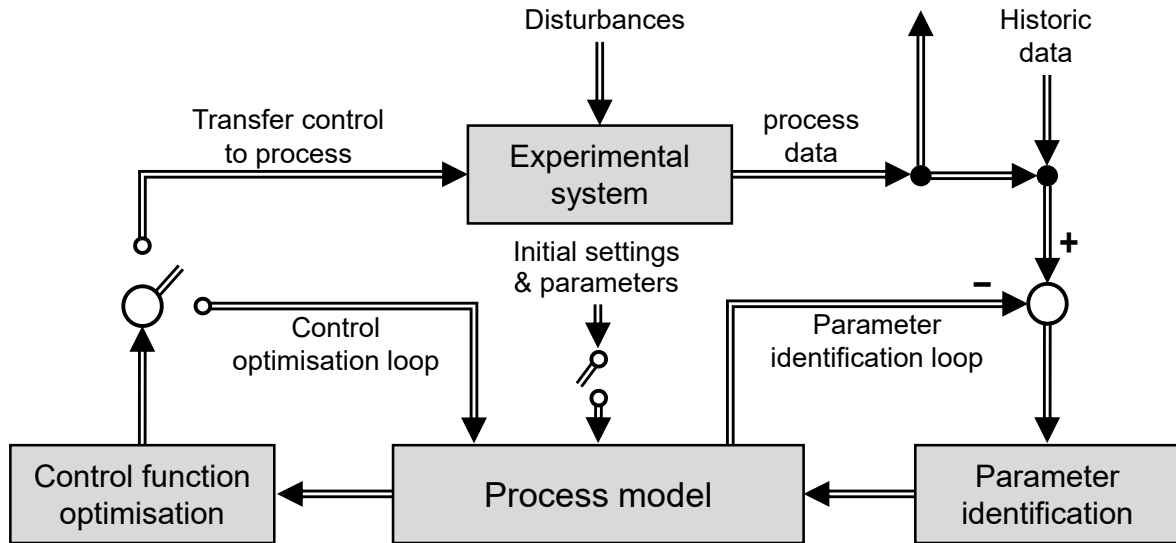 Disturbances
Historic
data
Transfer control
to process
Experimental
system
process
data
Initial settings
& parameters
+
−
Control
optimisation loop
Parameter
identification loop
Control function
optimisation
Process model
Parameter
identification